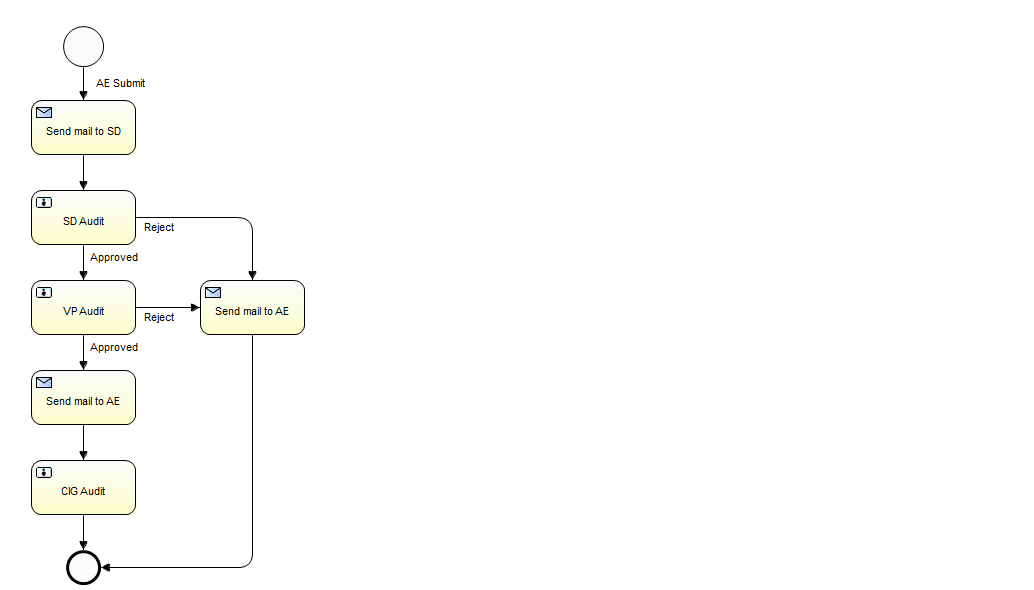 AE Submit
Send mail to SD
SD Audit
Reject
Approved
VP Audit
Reject
Send mail to AE
Approved
Send mail to AE
CIG Audit